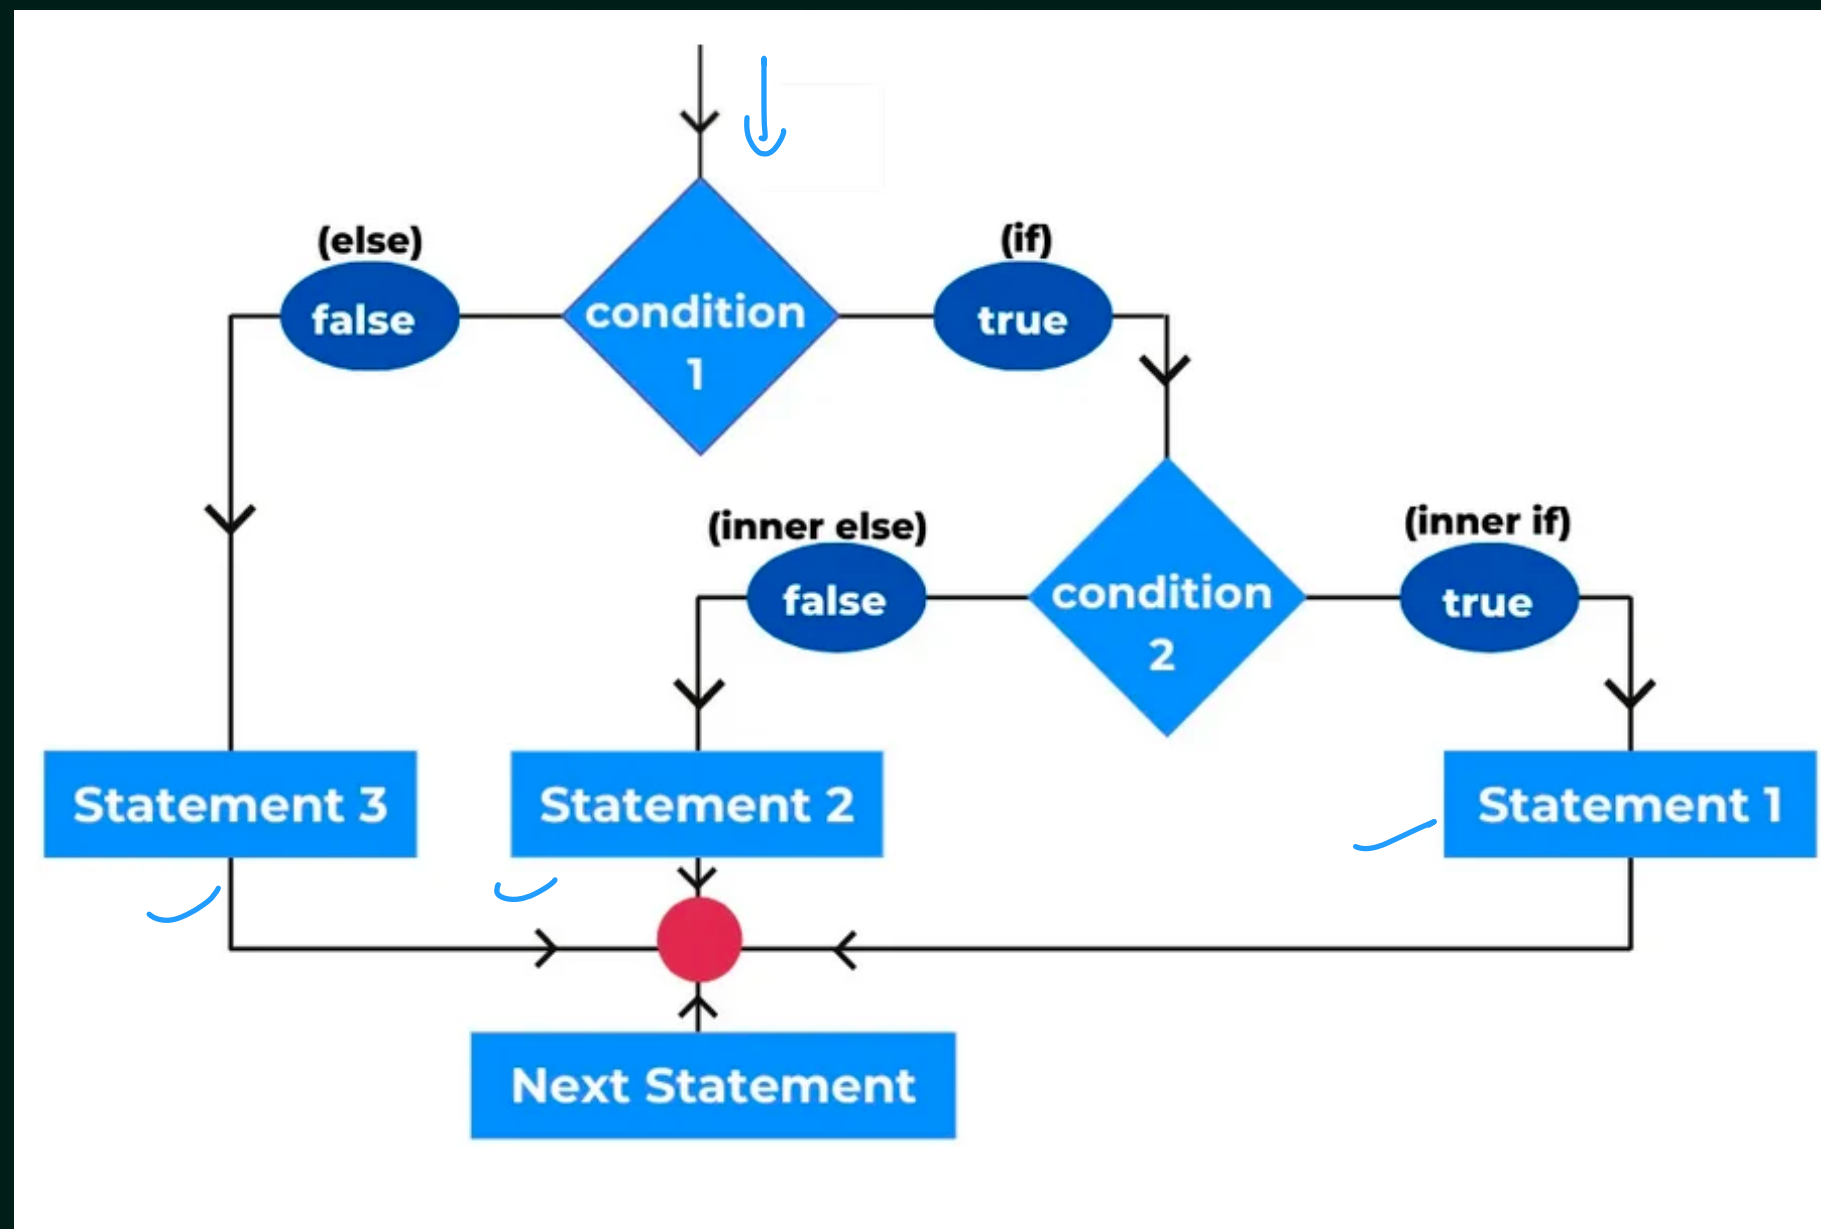 (else)
(if)
false
condition
1
true
(inner else)
(inner if)
false
condition
2
true
Statement 3
Statement 2
Statement 1
Next Statement